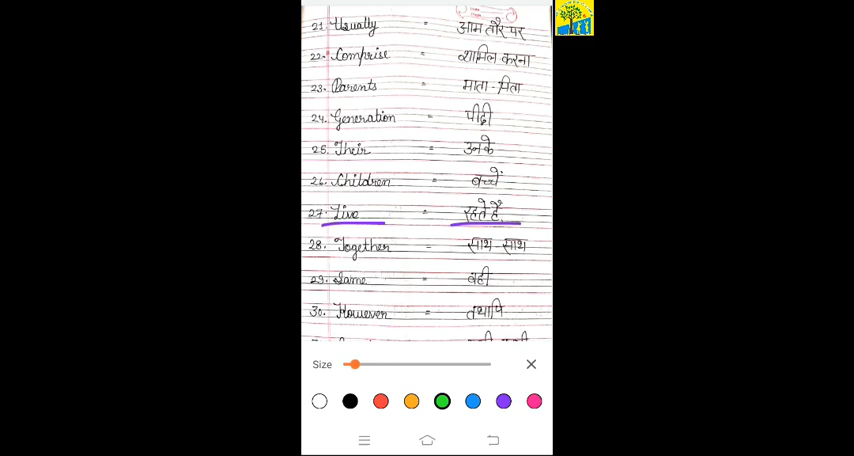 21. Usually = आम तौर पर
22. Comprise = शामिल करना
23. Parents = माता - पिता
24. Generation = पीढ़ी
25. Their = उनके
26. Children = बच्चें
27. Live = रहते हैं.
28. Together - साथ - साथ
29. Same = वही
30. However = तथापि
Size